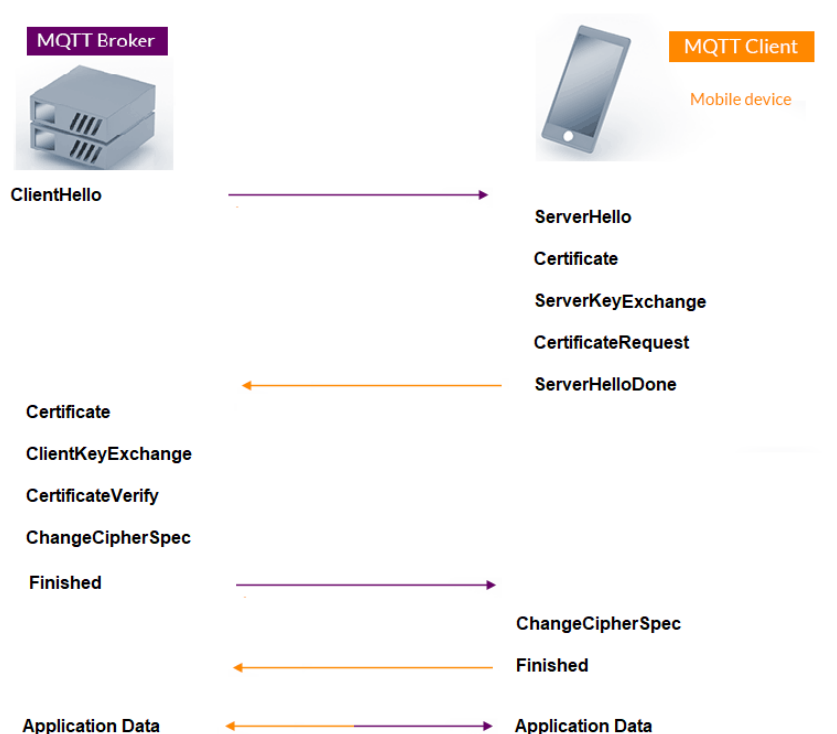 MQTT Broker
MQTT Client
Mobile device
ClientHello
ServerHello
Certificate
ServerKeyExchange
CertificateRequest
ServerHelloDone
Certificate
ClientKeyExchange
CertificateVerify
ChangeCipherSpec
Finished
ChangeCipherSpec
Finished
Application Data
Application Data